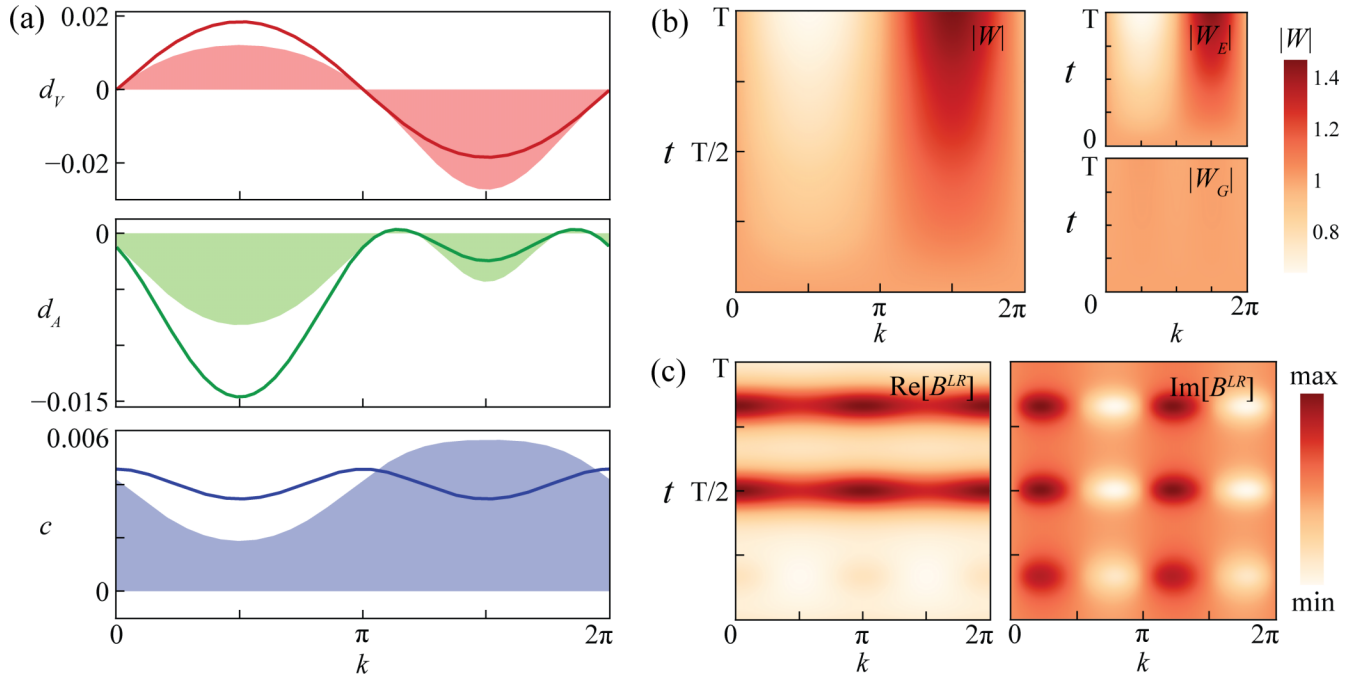 (a)
0.02
0
−0.02
d_V
0
−0.015
d_A
0.006
0
c
0
π
2π
k
(b)
T
T/2
t
|W|
0
π
2π
k
T
t
0
|W_E|
T
t
0
|W_G|
0
π
2π
k
|W|
1.4
1.2
1
0.8
(c)
T
t T/2
0
Re[B^{LR}]
0
π
2π
k
Im[B^{LR}]
0
π
2π
k
max
min